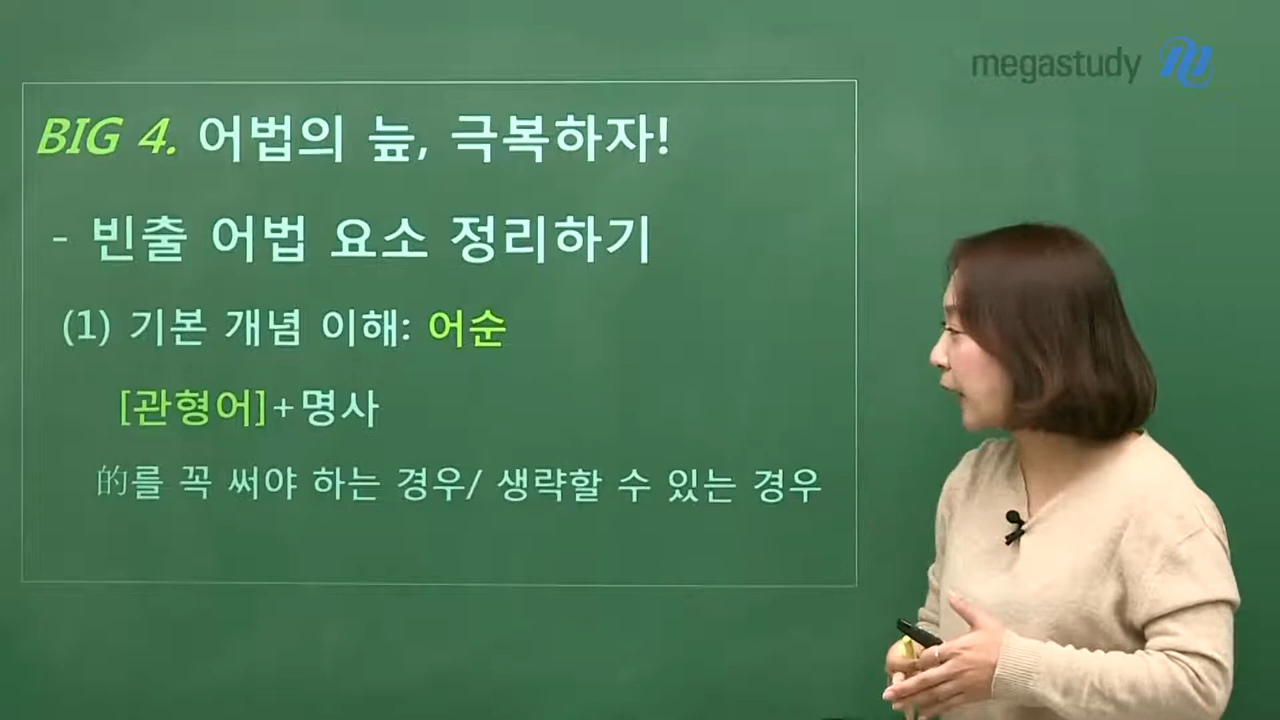 megastudy
BIG 4. 어법의 늪, 극복하자!
- 빈출 어법 요소 정리하기
(1) 기본 개념 이해: 어순
[관형어]+명사
的를 꼭 써야 하는 경우/ 생략할 수 있는 경우